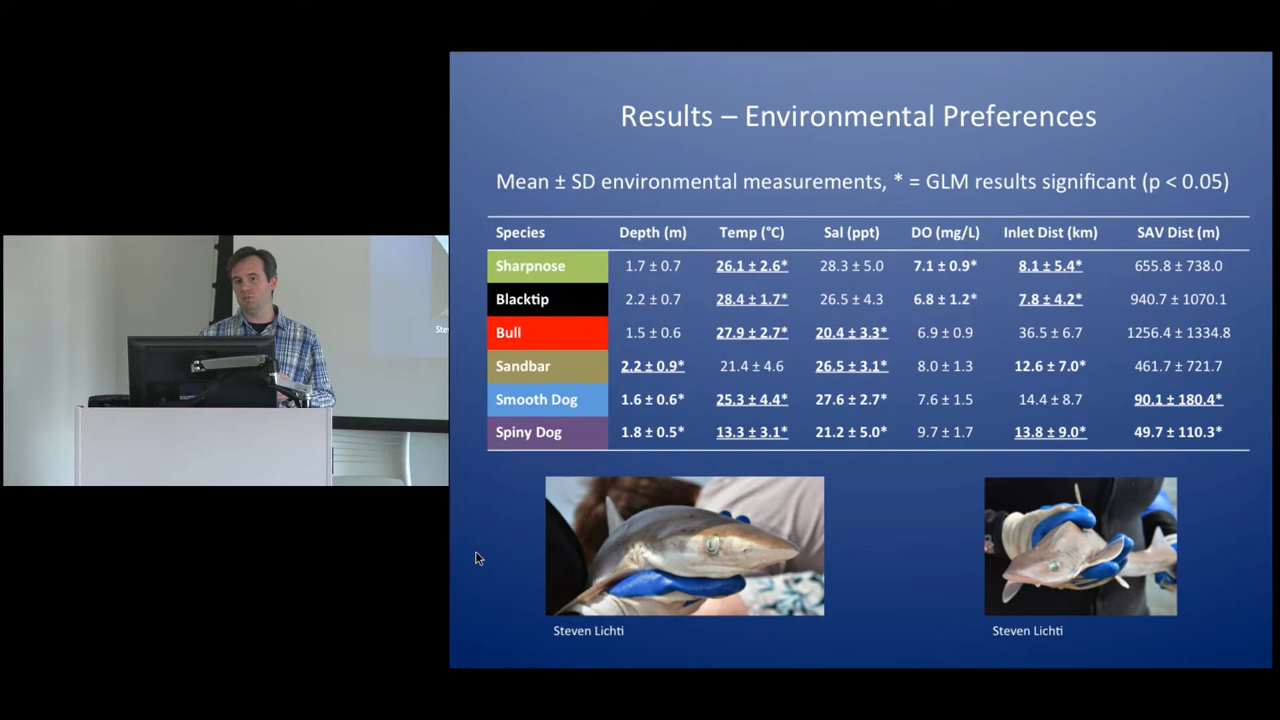 Results – Environmental Preferences
Mean ± SD environmental measurements, * = GLM results significant (p < 0.05)
Species Depth (m) Temp (°C) Sal (ppt) DO (mg/L) Inlet Dist (km) SAV Dist (m)
Sharpnose 1.7 ± 0.7 26.1 ± 2.6* 28.3 ± 5.0 7.1 ± 0.9* 8.1 ± 5.4* 655.8 ± 738.0
Blacktip 2.2 ± 0.7 28.4 ± 1.7* 26.5 ± 4.3 6.8 ± 1.2* 7.8 ± 4.2* 940.7 ± 1070.1
Bull 1.5 ± 0.6 27.9 ± 2.7* 20.4 ± 3.3* 6.9 ± 0.9 36.5 ± 6.7 1256.4 ± 1334.8
Sandbar 2.2 ± 0.9* 21.4 ± 4.6 26.5 ± 3.1* 8.0 ± 1.3 12.6 ± 7.0* 461.7 ± 721.7
Smooth Dog 1.6 ± 0.6* 25.3 ± 4.4* 27.6 ± 2.7* 7.6 ± 1.5 14.4 ± 8.7 90.1 ± 180.4*
Spiny Dog 1.8 ± 0.5* 13.3 ± 3.1* 21.2 ± 5.0* 9.7 ± 1.7 13.8 ± 9.0* 49.7 ± 110.3*
Steven Lichti Steven Lichti